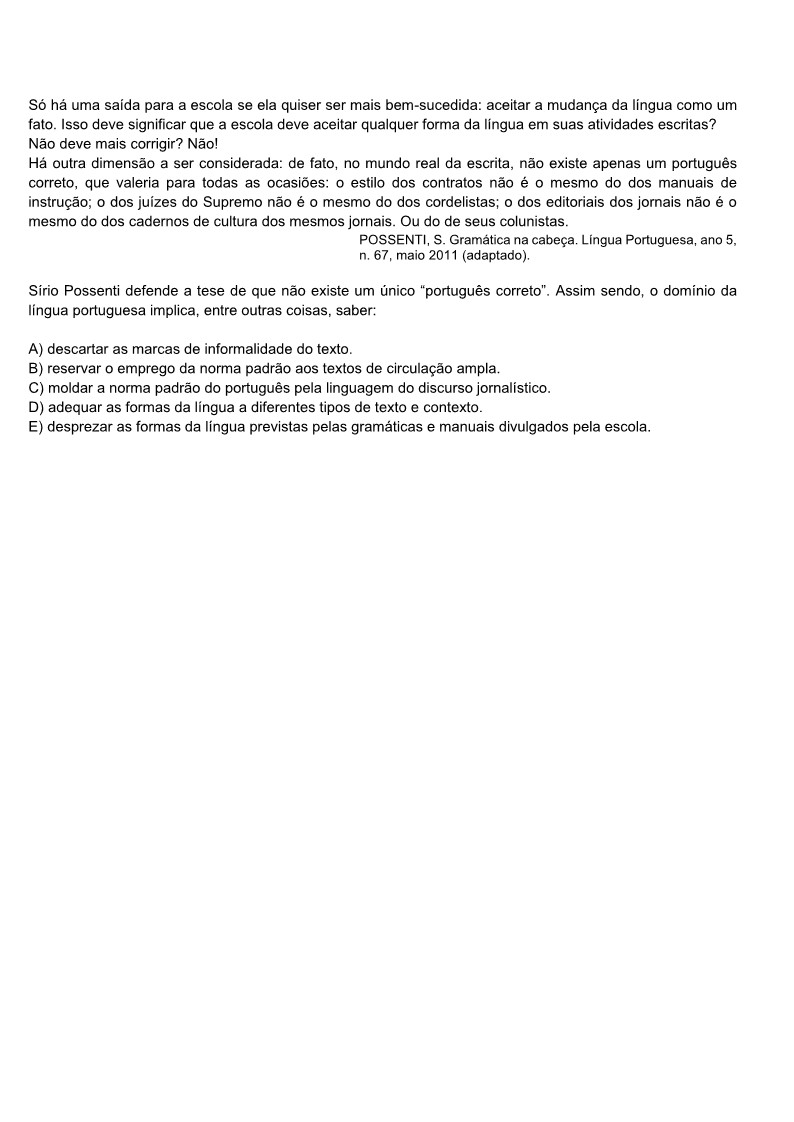 Só há uma saída para a escola se ela quiser ser mais bem-sucedida: aceitar a mudança da língua como um
fato. Isso deve significar que a escola deve aceitar qualquer forma da língua em suas atividades escritas?
Não deve mais corrigir? Não!
Há outra dimensão a ser considerada: de fato, no mundo real da escrita, não existe apenas um português
correto, que valeria para todas as ocasiões: o estilo dos contratos não é o mesmo do dos manuais de
instrução; o dos juízes do Supremo não é o mesmo do dos cordelistas; o dos editoriais dos jornais não é o
mesmo do dos cadernos de cultura dos mesmos jornais. Ou do de seus colunistas.
POSSENTI, S. Gramática na cabeça. Língua Portuguesa, ano 5,
n. 67, maio 2011 (adaptado).
Sírio Possenti defende a tese de que não existe um único “português correto”. Assim sendo, o domínio da
língua portuguesa implica, entre outras coisas, saber:
A) descartar as marcas de informalidade do texto.
B) reservar o emprego da norma padrão aos textos de circulação ampla.
C) moldar a norma padrão do português pela linguagem do discurso jornalístico.
D) adequar as formas da língua a diferentes tipos de texto e contexto.
E) desprezar as formas da língua previstas pelas gramáticas e manuais divulgados pela escola.